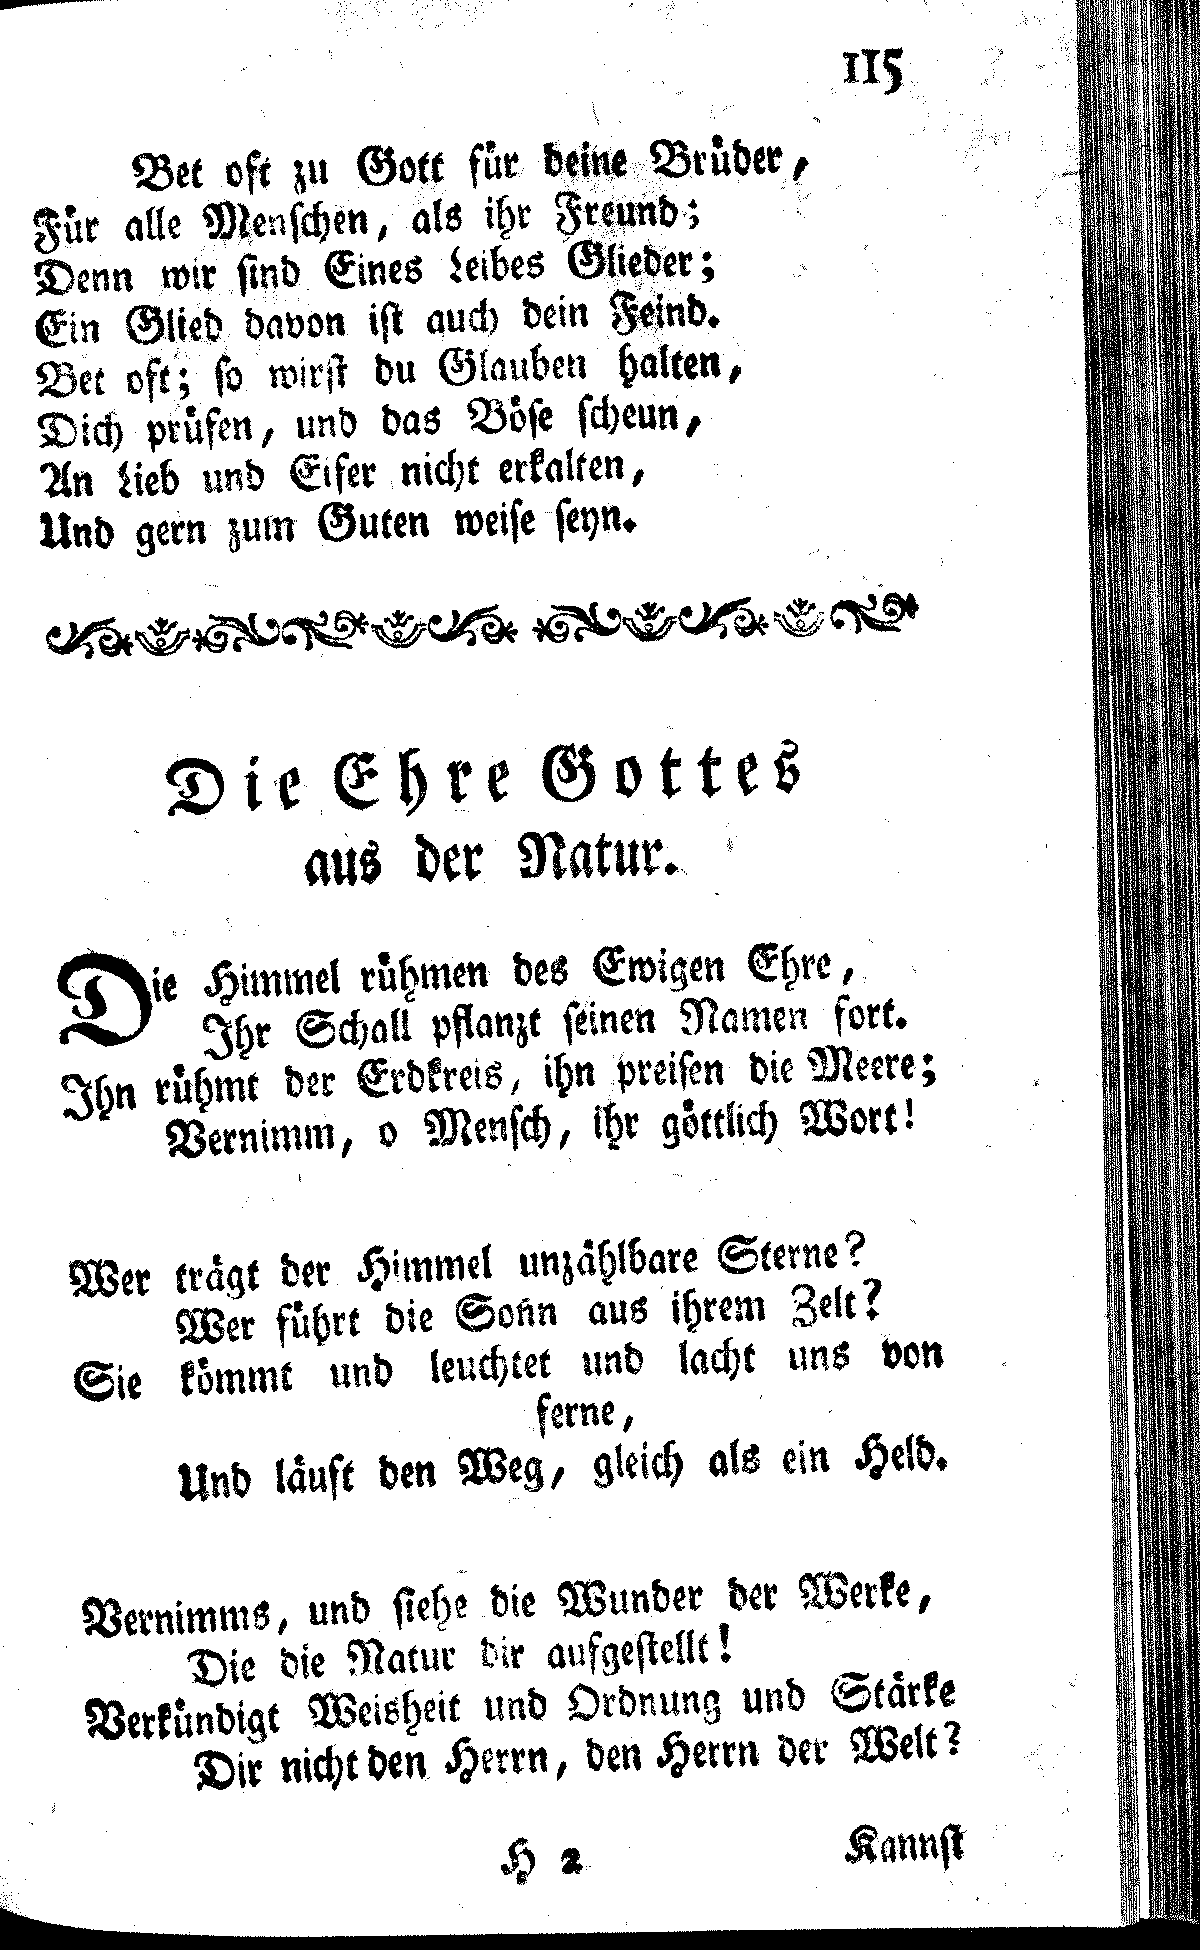 115
Bet oft zu Gott für deine Brüder,
Für alle Menschen, als ihr Freund;
Denn wir sind Eines Leibes Glieder;
Ein Glied davon ist auch dein Feind.
Bet oft; so wirst du Glauben halten,
Dich prüfen, und das Böse scheun,
An Lieb und Eifer nicht erkalten,
Und gern zum Guten weise seyn.
Die Ehre Gottes
aus der Natur.
Die Himmel rühmen des Ewigen Ehre,
Ihr Schall pflanzt seinen Namen fort.
Ihn rühmt der Erdkreis, ihn preisen die Meere;
Vernimm, o Mensch, ihr göttlich Wort!
Wer trägt der Himmel unzählbare Sterne?
Wer führt die Soñn aus ihrem Zelt?
Sie kömmt und leuchtet und lacht uns von
ferne,
Und läuft den Weg, gleich als ein Held.
Vernimms, und siehe die Wunder der Werke,
Die die Natur dir aufgestellt!
Verkündigt Weisheit und Ordnung und Stärke
Dir nicht den Herrn, den Herrn der Welt?
H 2 Kannst